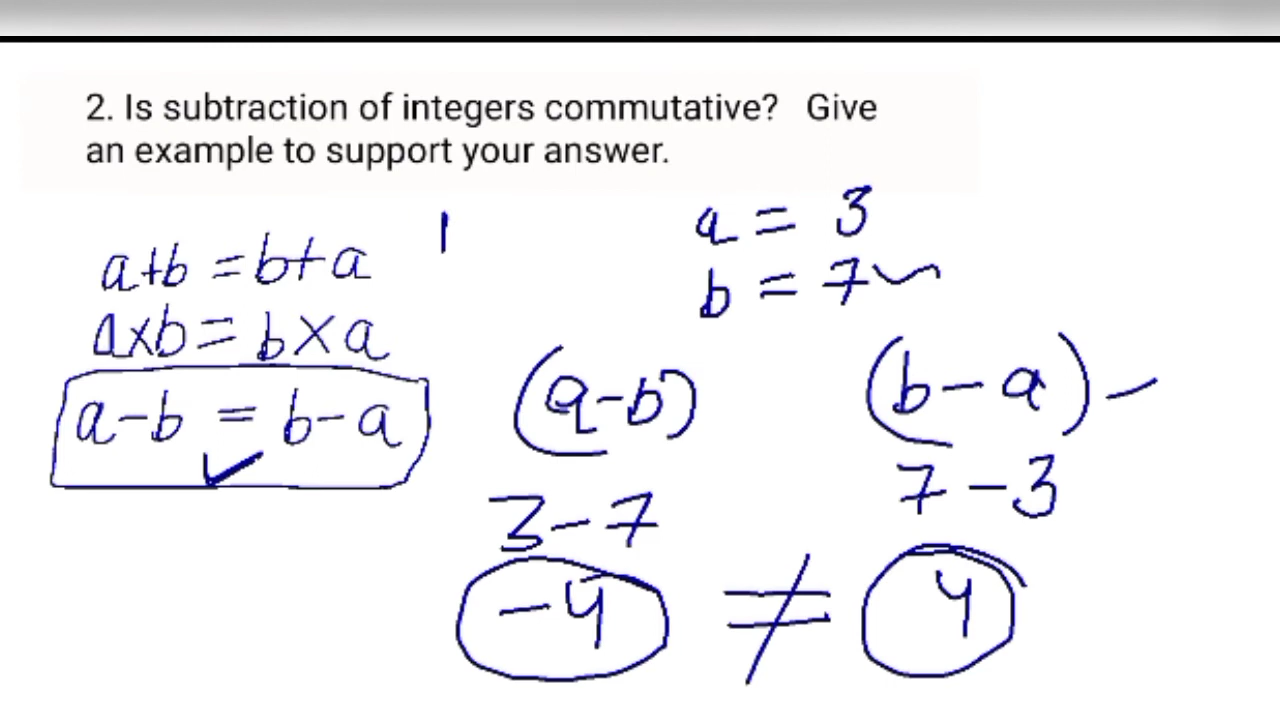 2. Is subtraction of integers commutative? Give
an example to support your answer.
a+b = b+a
a×b = b×a
a-b = b-a
a = 3
b = 7
(a-b)
3-7
-4 ≠ 4
(b-a)
7-3